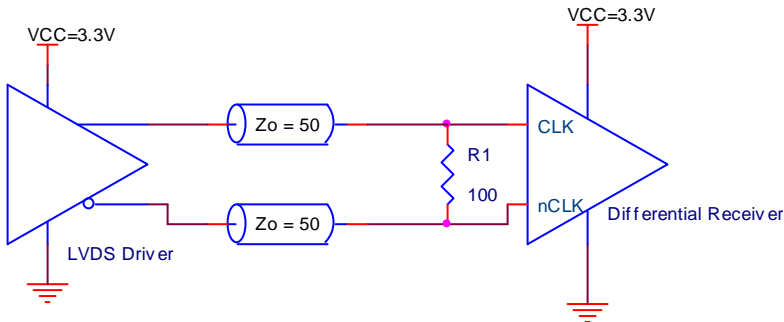 VCC=3.3V
VCC=3.3V
Zo = 50
CLK
R1
100
nCLK
Differential Receiver
Zo = 50
LVDS Driver